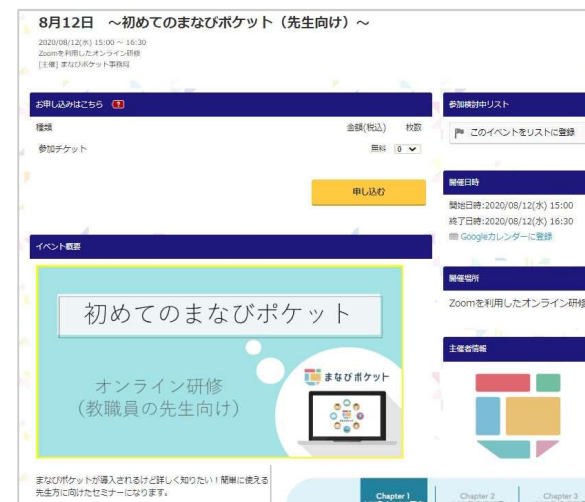 8月12日 ～初めてのまなびポケット（先生向け）～
2020/08/12(水) 15:00 ～ 16:30
Zoomを利用したオンライン研修
[主催] まなびポケット事務局
お申し込みはこちら ?
種類 金額(税込) 枚数
参加チケット 無料 0
申し込む
イベント概要
初めてのまなびポケット
オンライン研修
（教職員の先生向け）
まなびポケット
まなびポケットが導入されるけど詳しく知りたい！簡単に使える
先生方に向けたセミナーになります。
参加検討中リスト
このイベントをリストに登録
開催日時
開始日時:2020/08/12(水) 15:00
終了日時:2020/08/12(水) 16:30
Googleカレンダーに登録
開催場所
Zoomを利用したオンライン研修
主催者情報
Chapter 1
Chapter 2
Chapter 3